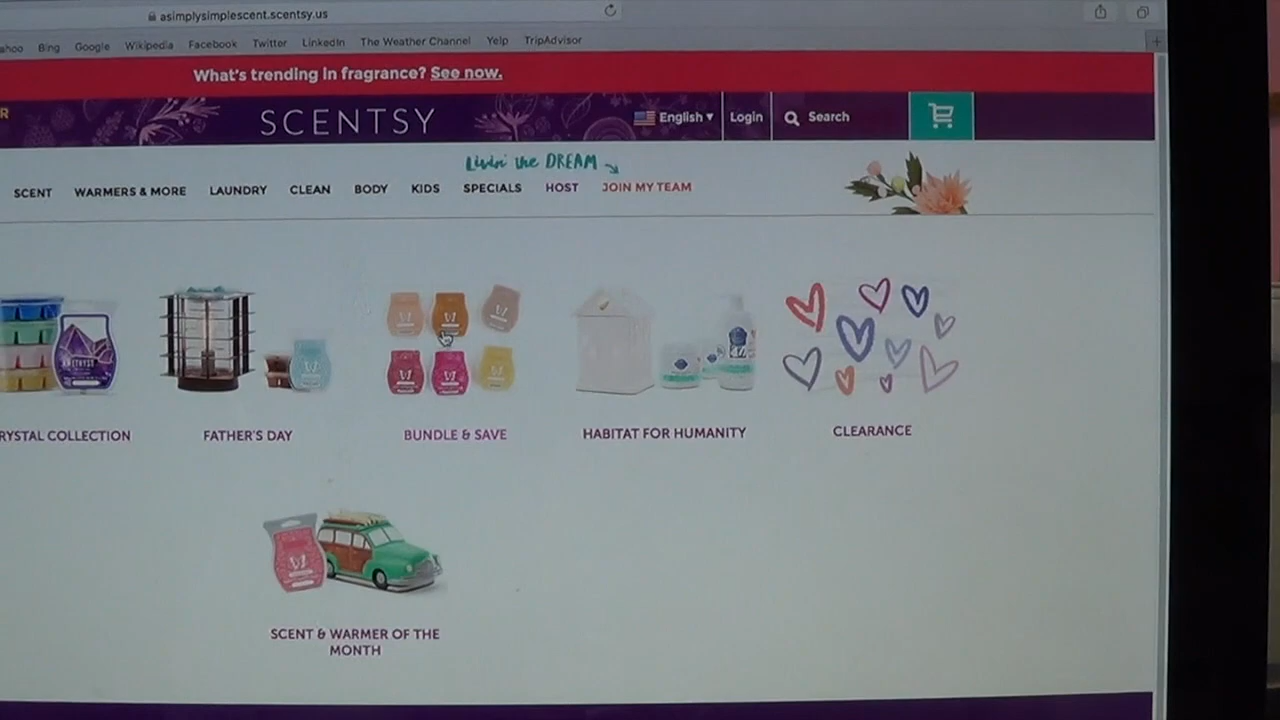 asimplysimplescent.scentsy.us
ahoo Bing Google Wikipedia Facebook Twitter LinkedIn The Weather Channel Yelp TripAdvisor
What's trending in fragrance? See now.
R
SCENTSY
English Login Search
Livin' the DREAM
SCENT WARMERS & MORE LAUNDRY CLEAN BODY KIDS SPECIALS HOST JOIN MY TEAM
RYSTAL COLLECTION
FATHER'S DAY
BUNDLE & SAVE
HABITAT FOR HUMANITY
CLEARANCE
SCENT & WARMER OF THE
MONTH